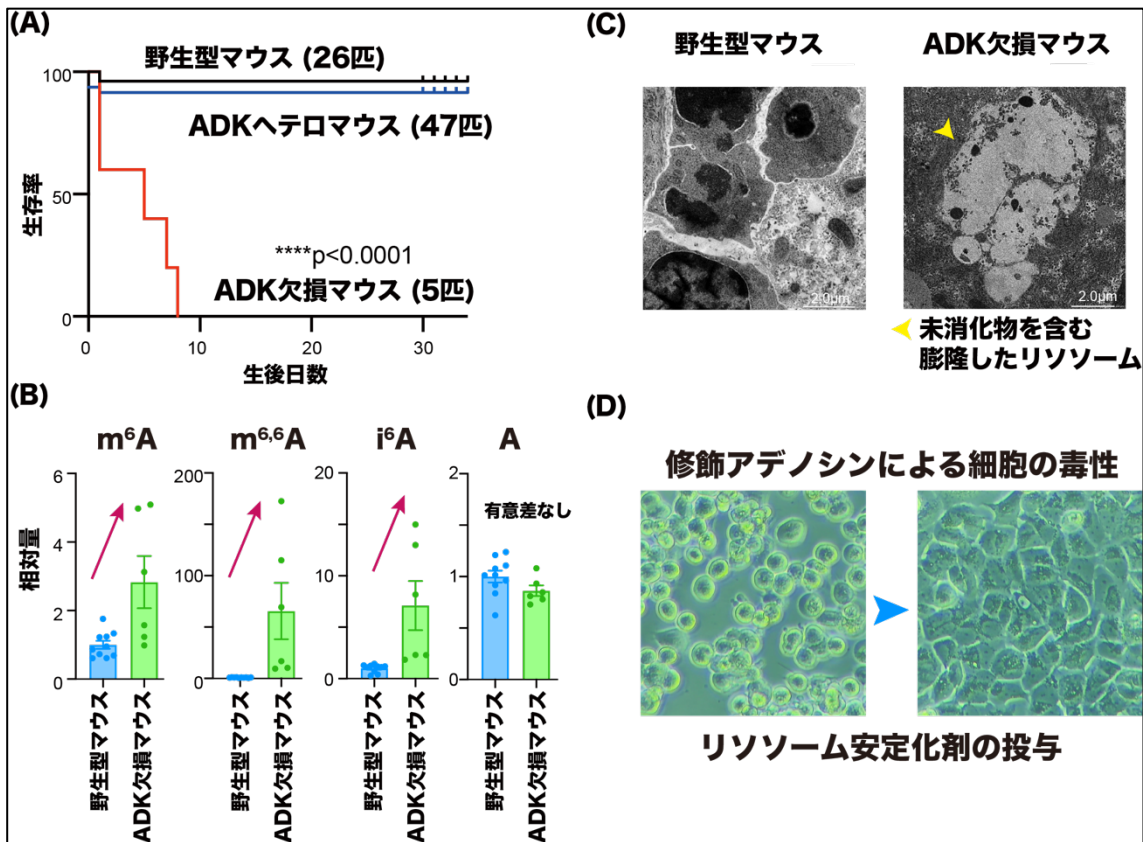 (A)
野生型マウス (26匹)
ADKヘテロマウス (47匹)
100
50
0
生存率
****p<0.0001
ADK欠損マウス (5匹)
0
10
20
30
生後日数
(B)
m⁶A
m⁶,⁶A
i⁶A
A
相対量
6
4
2
0
200
100
0
20
10
0
2
1
0
有意差なし
野生型マウス
ADK欠損マウス
野生型マウス
ADK欠損マウス
野生型マウス
ADK欠損マウス
野生型マウス
ADK欠損マウス
(C)
野生型マウス
ADK欠損マウス
2.0μm
2.0μm
未消化物を含む
膨隆したリソソーム
(D)
修飾アデノシンによる細胞の毒性
リソソーム安定化剤の投与